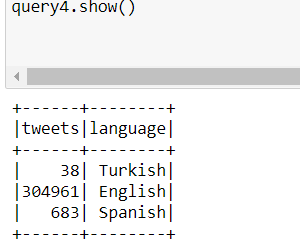 query4.show()
+------+--------+
|tweets|language|
+------+--------+
|    38| Turkish|
|304961| English|
|   683| Spanish|
+------+--------+